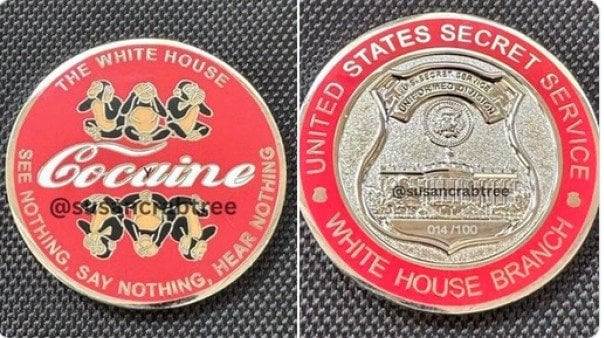 THE WHITE HOUSE
Cocaine
@susancrabtree
SEE NOTHING, SAY NOTHING, HEAR NOTHING
UNITED STATES SECRET SERVICE
U.S. SECRET SERVICE
UNIFORMED DIVISION
@susancrabtree
014/100
WHITE HOUSE BRANCH